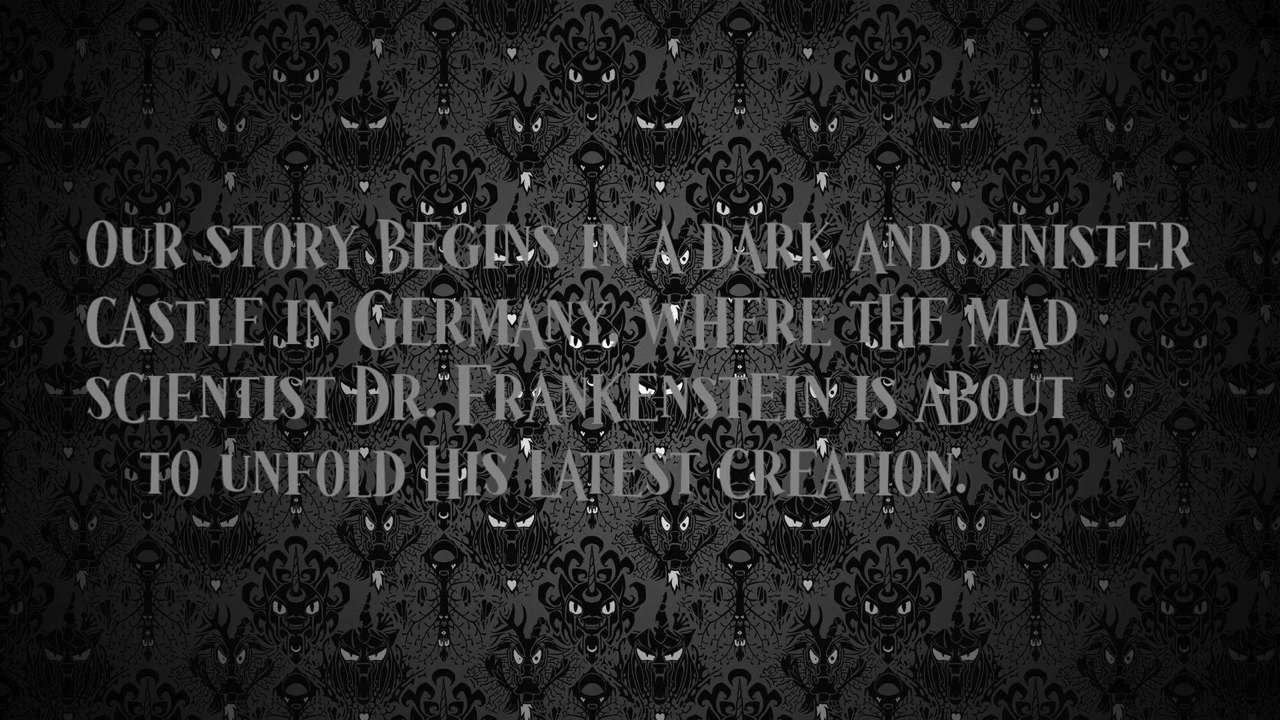 Our story begins in a dark and sinister
castle in Germany, where the mad
scientist Dr. Frankenstein is about
to unfold his latest creation.